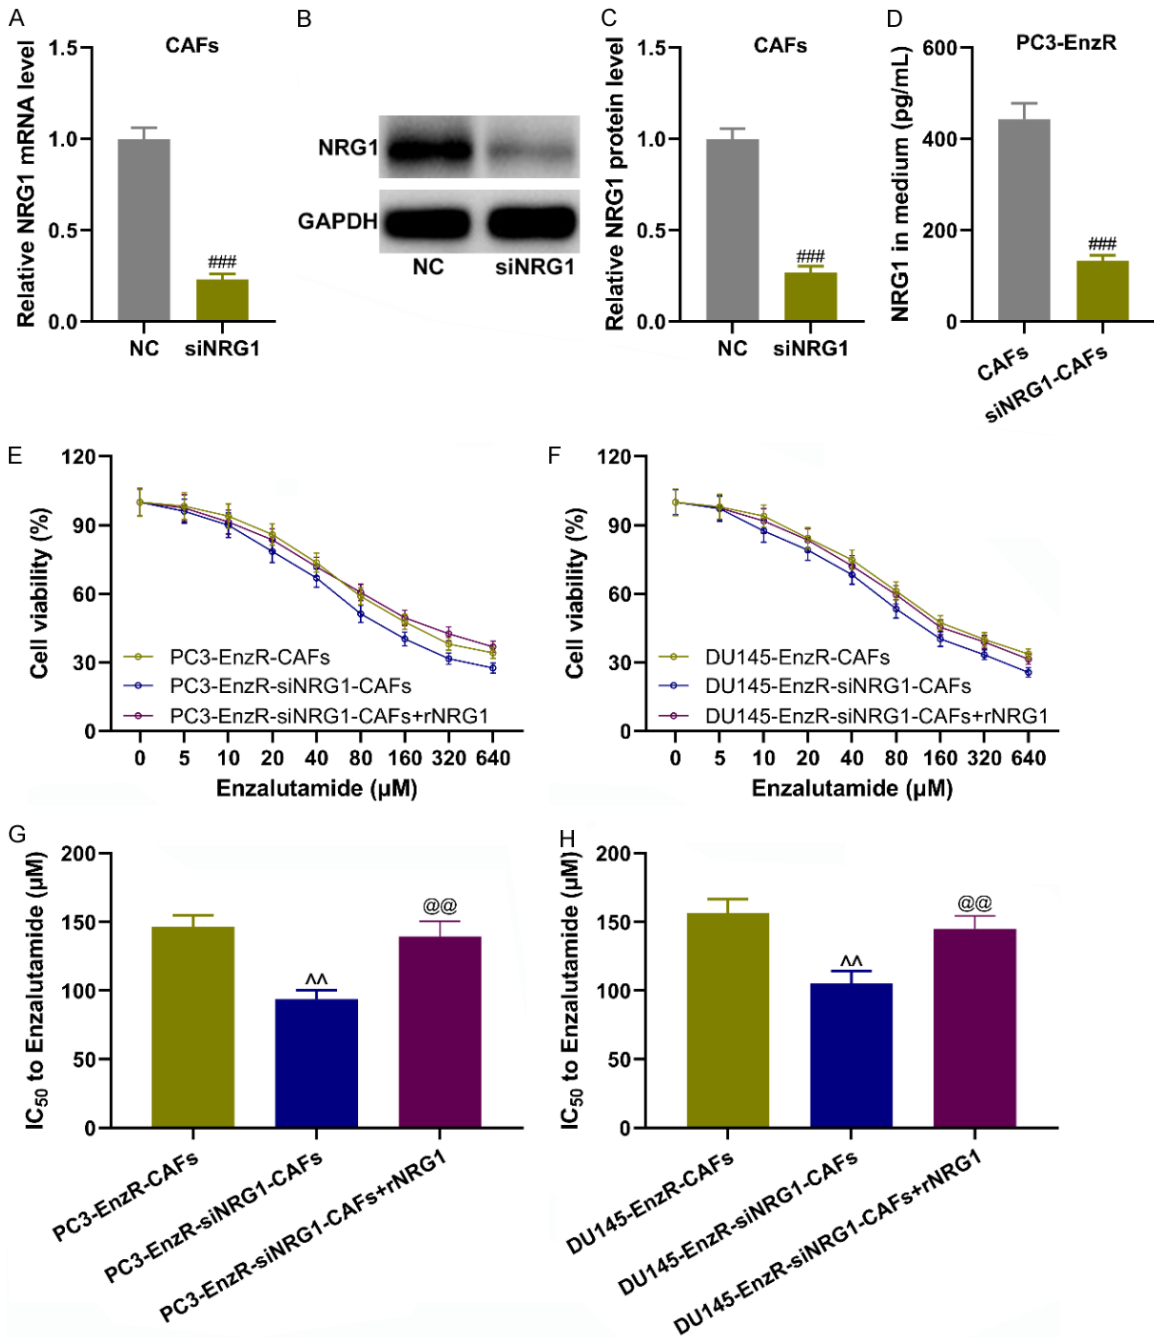 A
CAFs
Relative NRG1 mRNA level
1.5
1.0
0.5
0.0
###
NC siNRG1
B
NRG1
GAPDH
NC siNRG1
C
CAFs
Relative NRG1 protein level
1.5
1.0
0.5
0.0
###
NC siNRG1
D
PC3-EnzR
NRG1 in medium (pg/mL)
600
400
200
0
###
CAFs
siNRG1-CAFs
E
Cell viability (%)
120
90
60
30
0
PC3-EnzR-CAFs
PC3-EnzR-siNRG1-CAFs
PC3-EnzR-siNRG1-CAFs+rNRG1
0 5 10 20 40 80 160 320 640
Enzalutamide (µM)
F
Cell viability (%)
120
90
60
30
0
DU145-EnzR-CAFs
DU145-EnzR-siNRG1-CAFs
DU145-EnzR-siNRG1-CAFs+rNRG1
0 5 10 20 40 80 160 320 640
Enzalutamide (µM)
G
IC50 to Enzalutamide (µM)
200
150
100
50
0
^^
@@
PC3-EnzR-CAFs
PC3-EnzR-siNRG1-CAFs
PC3-EnzR-siNRG1-CAFs+rNRG1
H
IC50 to Enzalutamide (µM)
200
150
100
50
0
^^
@@
DU145-EnzR-CAFs
DU145-EnzR-siNRG1-CAFs
DU145-EnzR-siNRG1-CAFs+rNRG1